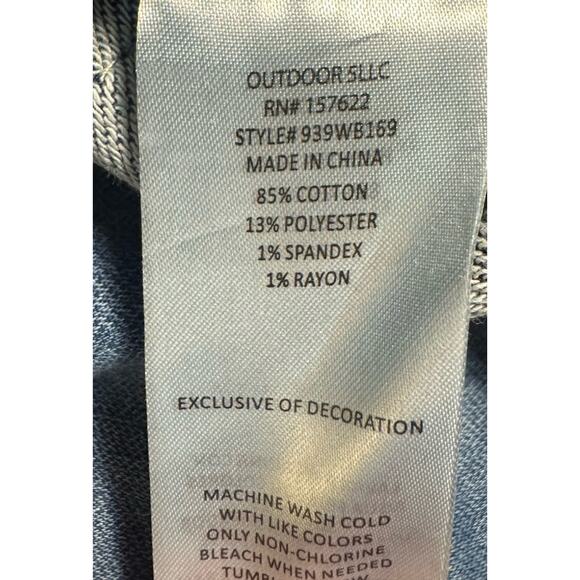 OUTDOOR 5LLC
RN# 157622
STYLE# 939WB169
MADE IN CHINA
85% COTTON
13% POLYESTER
1% SPANDEX
1% RAYON
EXCLUSIVE OF DECORATION
MACHINE WASH COLD
WITH LIKE COLORS
ONLY NON-CHLORINE
BLEACH WHEN NEEDED